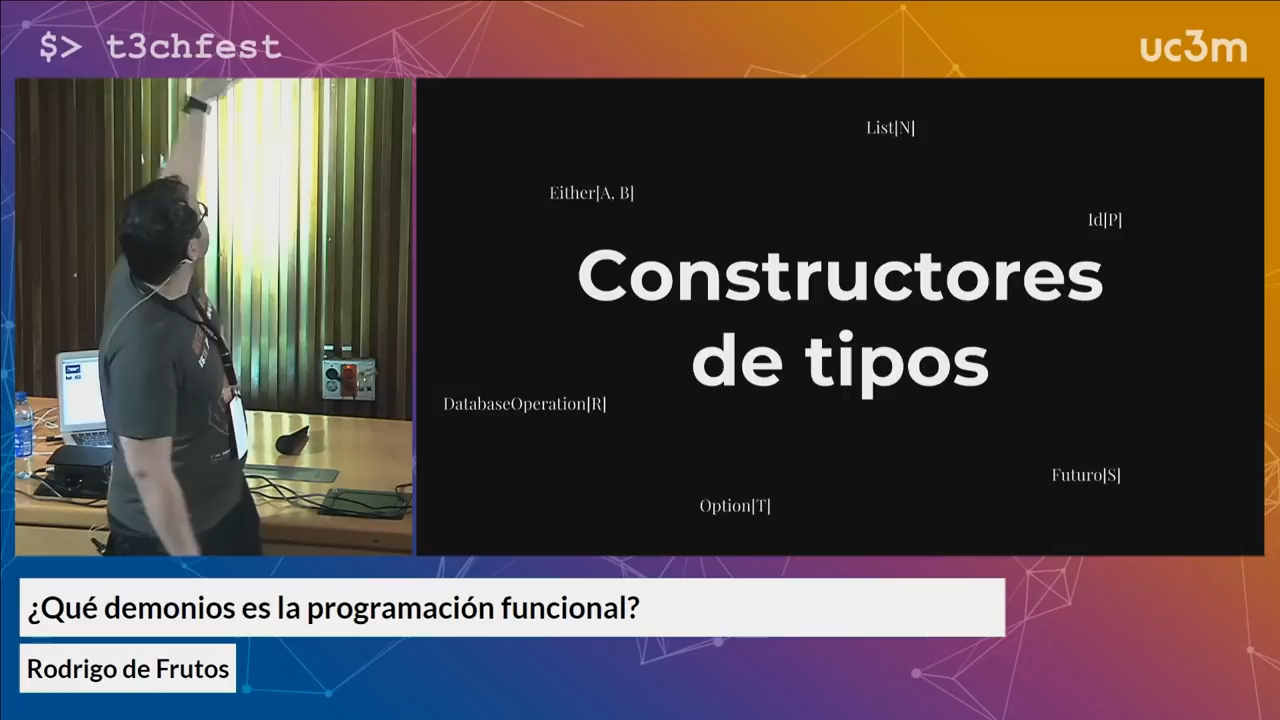 $> t3chfest
uc3m
List[N]
Either[A, B]
Id[P]
Constructores
de tipos
DatabaseOperation[R]
Futuro[S]
Option[T]
¿Qué demonios es la programación funcional?
Rodrigo de Frutos